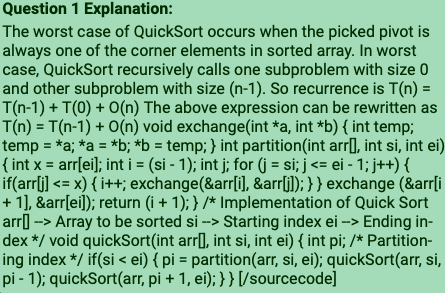 Question 1 Explanation:
The worst case of QuickSort occurs when the picked pivot is
always one of the corner elements in sorted array. In worst
case, QuickSort recursively calls one subproblem with size 0
and other subproblem with size (n-1). So recurrence is T(n) =
T(n-1) + T(0) + O(n) The above expression can be rewritten as
T(n) = T(n-1) + O(n) void exchange(int *a, int *b) { int temp;
temp = *a; *a = *b; *b = temp; } int partition(int arr[], int si, int ei)
{ int x = arr[ei]; int i = (si - 1); int j; for (j = si; j <= ei - 1; j++) {
if(arr[j] <= x) { i++; exchange(&arr[i], &arr[j]); } } exchange (&arr[i
+ 1], &arr[ei]); return (i + 1); } /* Implementation of Quick Sort
arr[] --> Array to be sorted si --> Starting index ei --> Ending in-
dex */ void quickSort(int arr[], int si, int ei) { int pi; /* Partition-
ing index */ if(si < ei) { pi = partition(arr, si, ei); quickSort(arr, si,
pi - 1); quickSort(arr, pi + 1, ei); } } [/sourcecode]